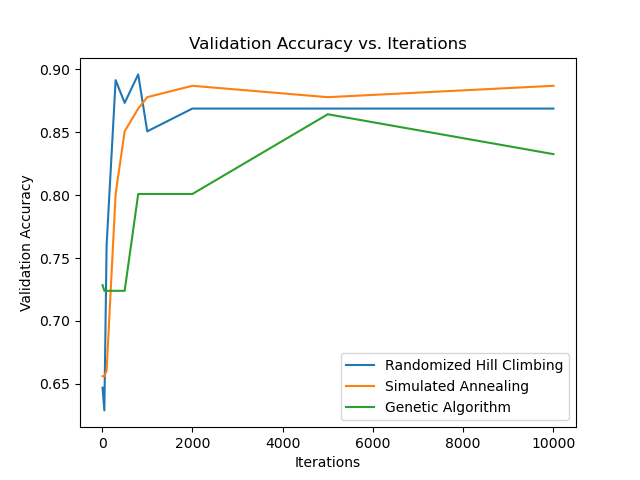 Validation Accuracy vs. Iterations
Validation Accuracy
0.90
0.85
0.80
0.75
0.70
0.65
0 2000 4000 6000 8000 10000
Iterations
Randomized Hill Climbing
Simulated Annealing
Genetic Algorithm